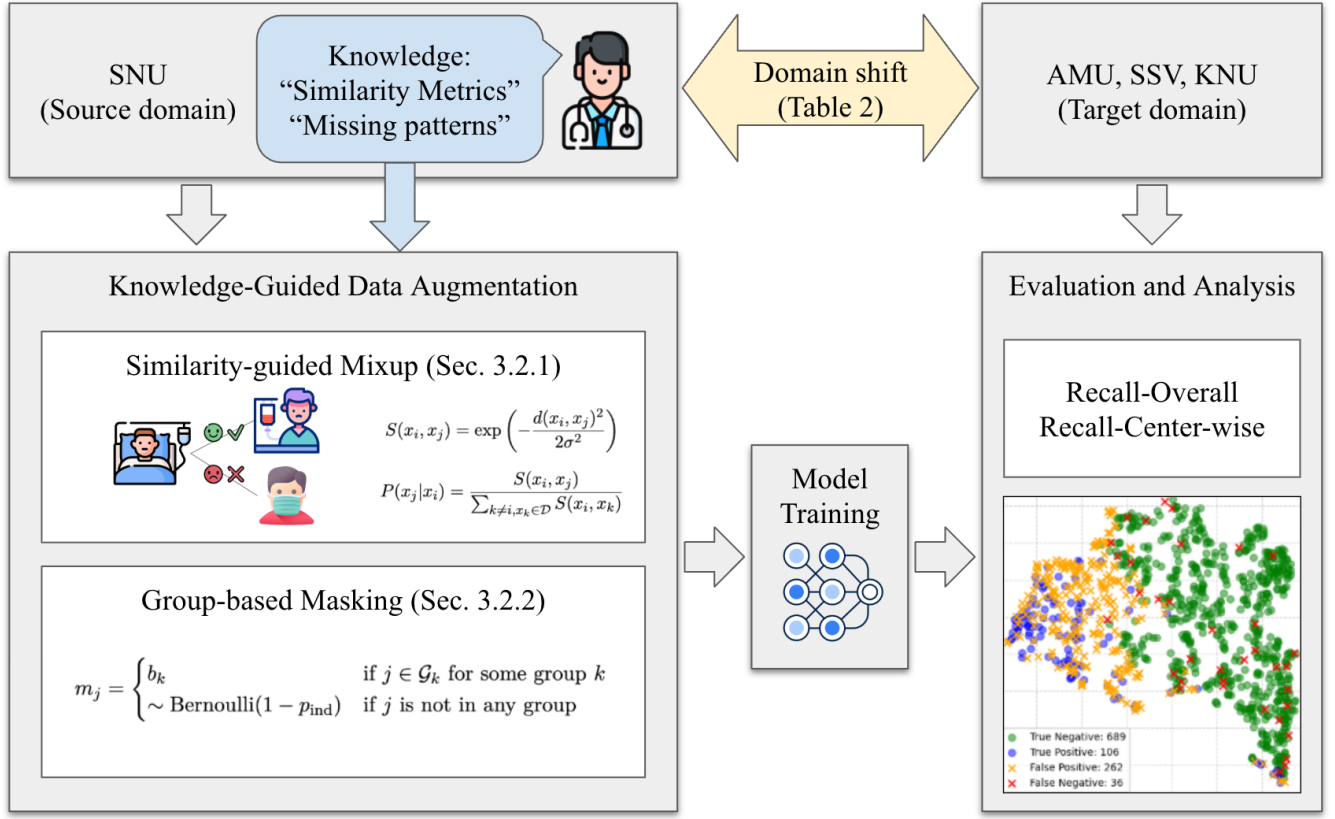 SNU
(Source domain)
Knowledge:
“Similarity Metrics”
“Missing patterns”
Domain shift
(Table 2)
AMU, SSV, KNU
(Target domain)
Knowledge-Guided Data Augmentation
Similarity-guided Mixup (Sec. 3.2.1)
S(x_i, x_j) = exp(−d(x_i, x_j)²/2σ²)
P(x_j|x_i) = S(x_i, x_j)/∑_{k≠i,x_k∈𝒟} S(x_i, x_k)
Group-based Masking (Sec. 3.2.2)
m_j = { b_k if j ∈ 𝒢_k for some group k
∼ Bernoulli(1 − p_ind) if j is not in any group
Model
Training
Evaluation and Analysis
Recall-Overall
Recall-Center-wise
True Negative: 689
True Positive: 106
False Positive: 262
False Negative: 36